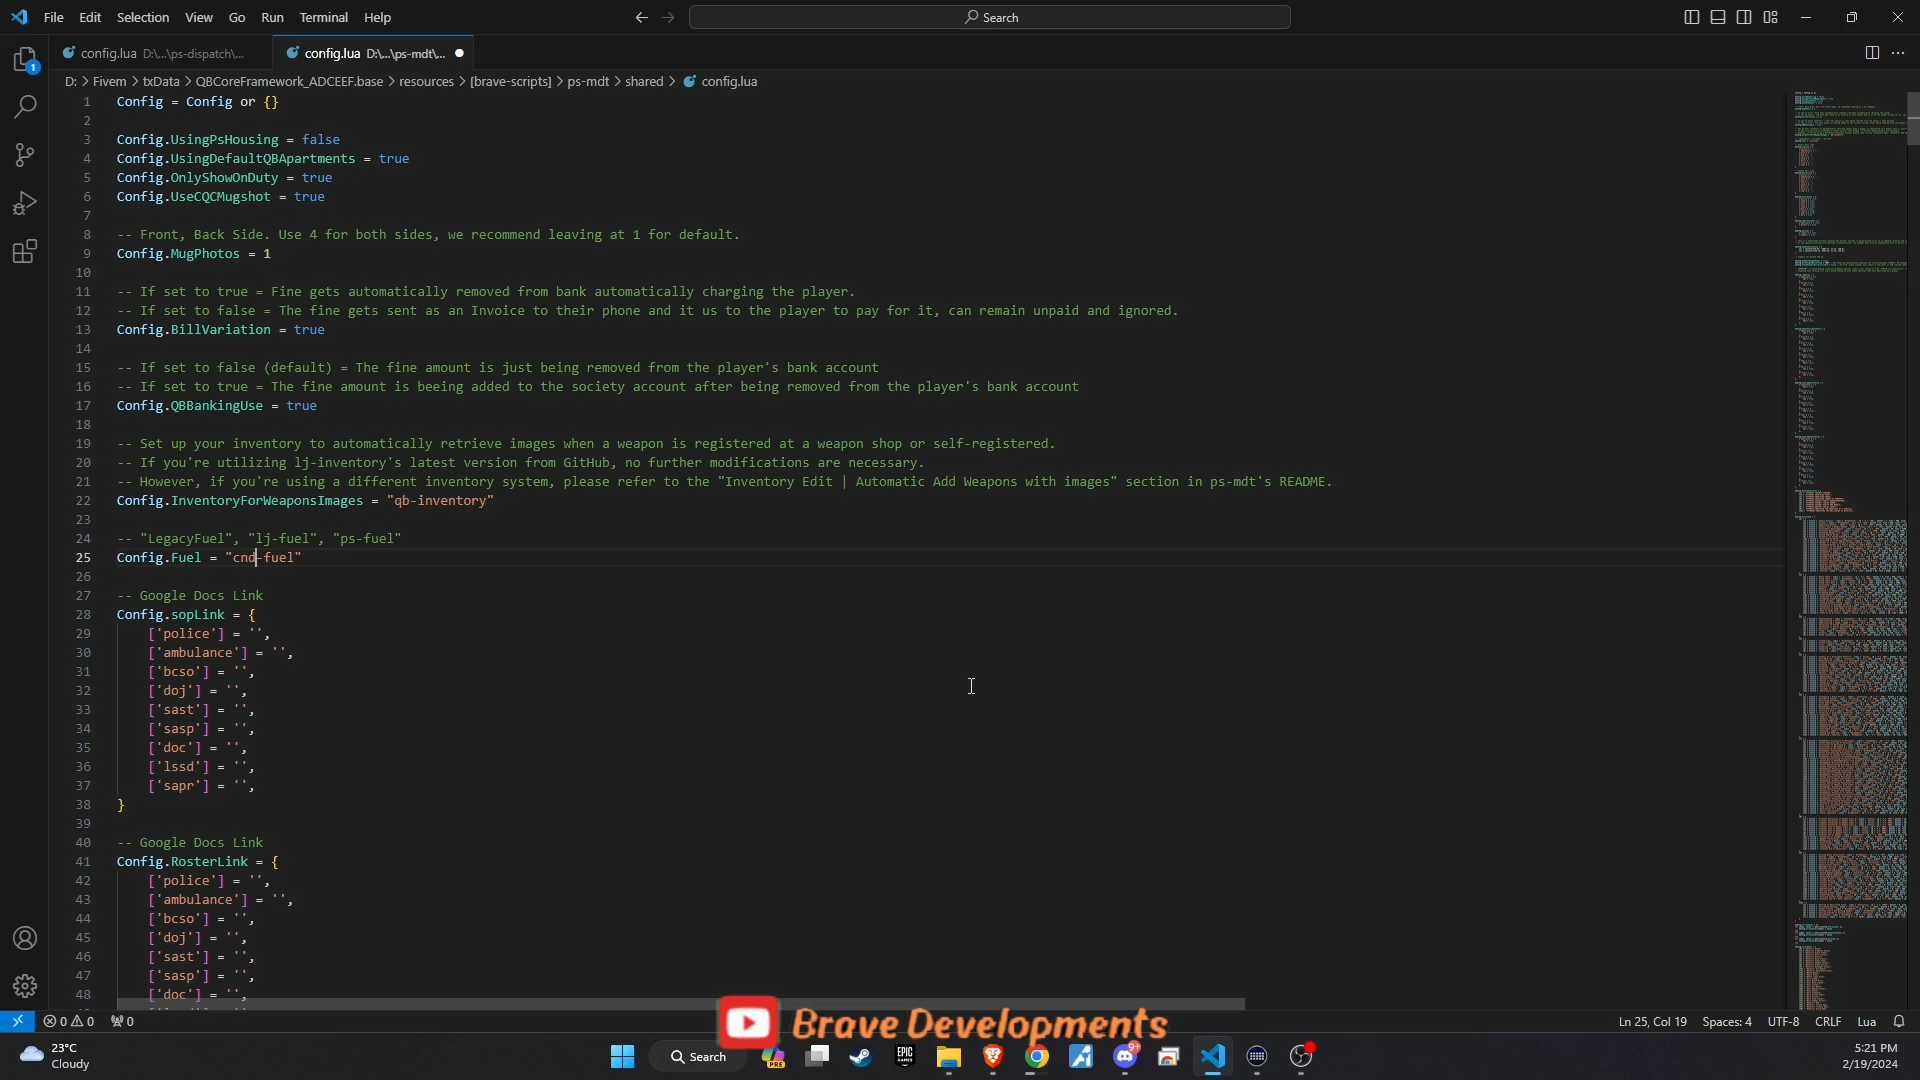 File Edit Selection View Go Run Terminal Help
Search
config.lua D:\...\ps-dispatch\...
config.lua D:\...\ps-mdt\...
D: > Fivem > txData > QBCoreFramework_ADCEEF.base > resources > [brave-scripts] > ps-mdt > shared > config.lua
1 Config = Config or {}
2
3 Config.UsingPsHousing = false
4 Config.UsingDefaultQBApartments = true
5 Config.OnlyShowOnDuty = true
6 Config.UseCQCMugshot = true
7
8 -- Front, Back Side. Use 4 for both sides, we recommend leaving at 1 for default.
9 Config.MugPhotos = 1
10
11 -- If set to true = Fine gets automatically removed from bank automatically charging the player.
12 -- If set to false = The fine gets sent as an Invoice to their phone and it us to the player to pay for it, can remain unpaid and ignored.
13 Config.BillVariation = true
14
15 -- If set to false (default) = The fine amount is just being removed from the player's bank account
16 -- If set to true = The fine amount is beeing added to the society account after being removed from the player's bank account
17 Config.QBBankingUse = true
18
19 -- Set up your inventory to automatically retrieve images when a weapon is registered at a weapon shop or self-registered.
20 -- If you're utilizing lj-inventory's latest version from GitHub, no further modifications are necessary.
21 -- However, if you're using a different inventory system, please refer to the "Inventory Edit | Automatic Add Weapons with images" section in ps-mdt's README.
22 Config.InventoryForWeaponsImages = "qb-inventory"
23
24 -- "LegacyFuel", "lj-fuel", "ps-fuel"
25 Config.Fuel = "cnd-fuel"
26
27 -- Google Docs Link
28 Config.sopLink = {
29 ['police'] = '',
30 ['ambulance'] = '',
31 ['bcso'] = '',
32 ['doj'] = '',
33 ['sast'] = '',
34 ['sasp'] = '',
35 ['doc'] = '',
36 ['lssd'] = '',
37 ['sapr'] = '',
38 }
39
40 -- Google Docs Link
41 Config.RosterLink = {
42 ['police'] = '',
43 ['ambulance'] = '',
44 ['bcso'] = '',
45 ['doj'] = '',
46 ['sast'] = '',
47 ['sasp'] = '',
48 ['doc'] = '',
0 0 0
Ln 25, Col 19 Spaces: 4 UTF-8 CRLF Lua
Brave Developments
23°C
Cloudy
Search
PRE
EPIC GAMES
9+
5:21 PM
2/19/2024